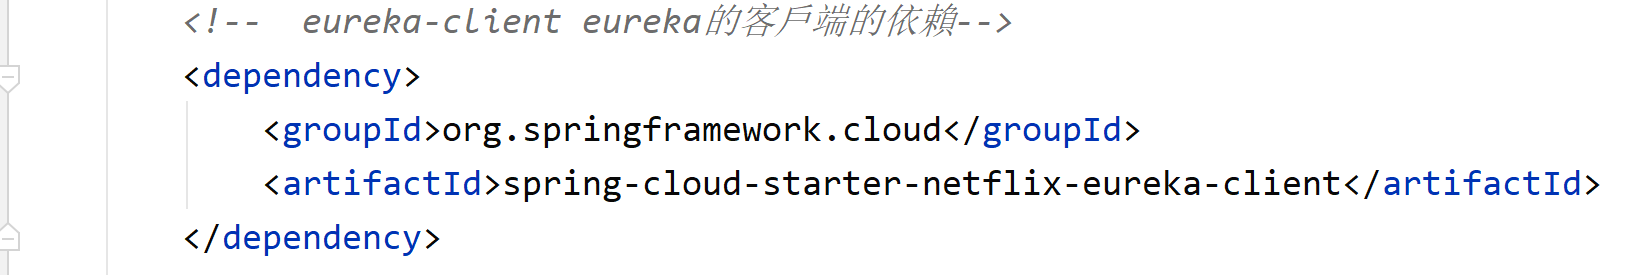 <!--  eureka-client eureka的客戶端的依賴-->
<dependency>
    <groupId>org.springframework.cloud</groupId>
    <artifactId>spring-cloud-starter-netflix-eureka-client</artifactId>
</dependency>